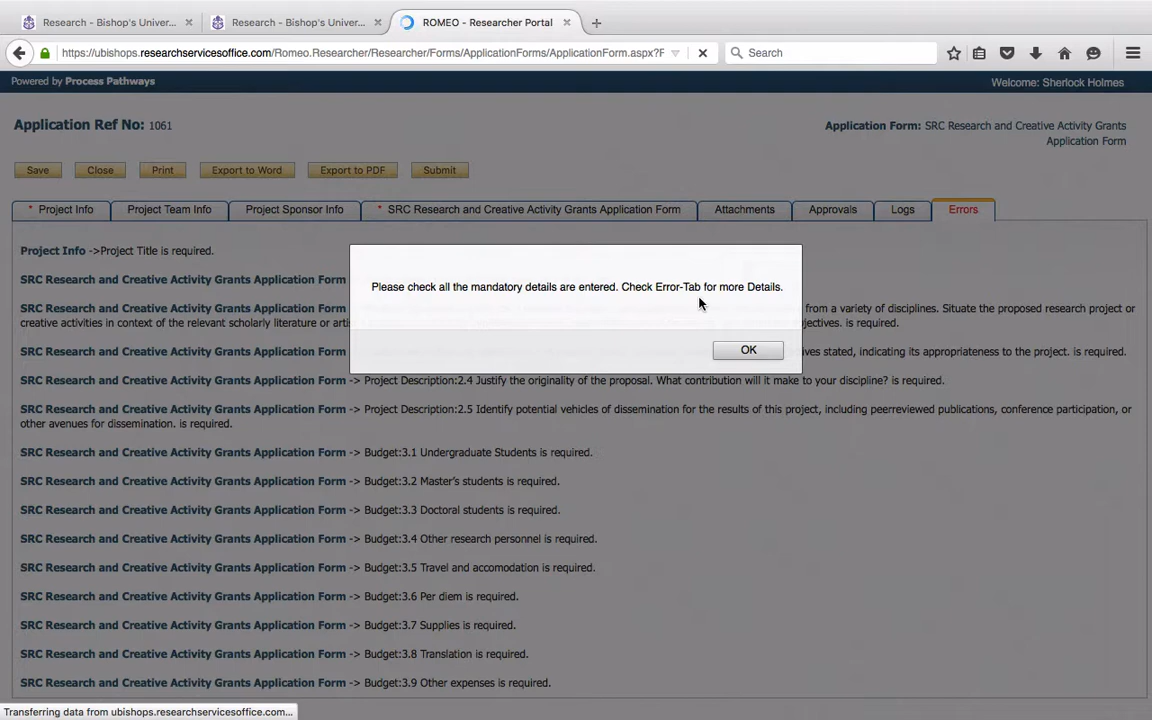 Research - Bishop's Univer...
Research - Bishop's Univer...
ROMEO - Researcher Portal
https://ubishops.researchservicesoffice.com/Romeo.Researcher/Researcher/Forms/ApplicationForms/ApplicationForm.aspx?F
Search
Powered by Process Pathways
Welcome: Sherlock Holmes
Application Ref No: 1061
Application Form: SRC Research and Creative Activity Grants
Application Form
Save
Close
Print
Export to Word
Export to PDF
Submit
* Project Info
Project Team Info
Project Sponsor Info
* SRC Research and Creative Activity Grants Application Form
Attachments
Approvals
Logs
Errors
Project Info ->Project Title is required.
SRC Research and Creative Activity Grants Application Form
SRC Research and Creative Activity Grants Application Form
from a variety of disciplines. Situate the proposed research project or
creative activities in context of the relevant scholarly literature or
objectives. is required.
SRC Research and Creative Activity Grants Application Form
stated, indicating its appropriateness to the project. is required.
Please check all the mandatory details are entered. Check Error-Tab for more Details.
OK
SRC Research and Creative Activity Grants Application Form -> Project Description:2.4 Justify the originality of the proposal. What contribution will it make to your discipline? is required.
SRC Research and Creative Activity Grants Application Form -> Project Description:2.5 Identify potential vehicles of dissemination for the results of this project, including peerreviewed publications, conference participation, or
other avenues for dissemination. is required.
SRC Research and Creative Activity Grants Application Form -> Budget:3.1 Undergraduate Students is required.
SRC Research and Creative Activity Grants Application Form -> Budget:3.2 Master's students is required.
SRC Research and Creative Activity Grants Application Form -> Budget:3.3 Doctoral students is required.
SRC Research and Creative Activity Grants Application Form -> Budget:3.4 Other research personnel is required.
SRC Research and Creative Activity Grants Application Form -> Budget:3.5 Travel and accomodation is required.
SRC Research and Creative Activity Grants Application Form -> Budget:3.6 Per diem is required.
SRC Research and Creative Activity Grants Application Form -> Budget:3.7 Supplies is required.
SRC Research and Creative Activity Grants Application Form -> Budget:3.8 Translation is required.
SRC Research and Creative Activity Grants Application Form -> Budget:3.9 Other expenses is required.
Transferring data from ubishops.researchservicesoffice.com...